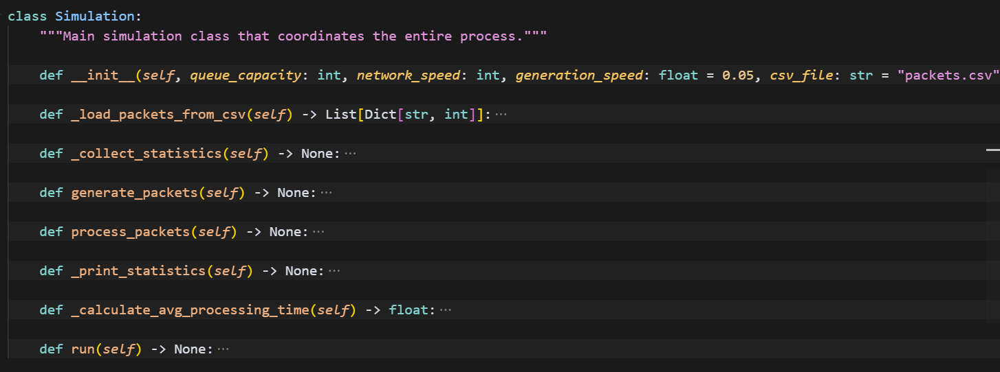 class Simulation:
"""Main simulation class that coordinates the entire process."""
def __init__(self, queue_capacity: int, network_speed: int, generation_speed: float = 0.05, csv_file: str = "packets.csv"
def _load_packets_from_csv(self) -> List[Dict[str, int]]:···
def _collect_statistics(self) -> None:···
def generate_packets(self) -> None:···
def process_packets(self) -> None:···
def _print_statistics(self) -> None:···
def _calculate_avg_processing_time(self) -> float:···
def run(self) -> None:···